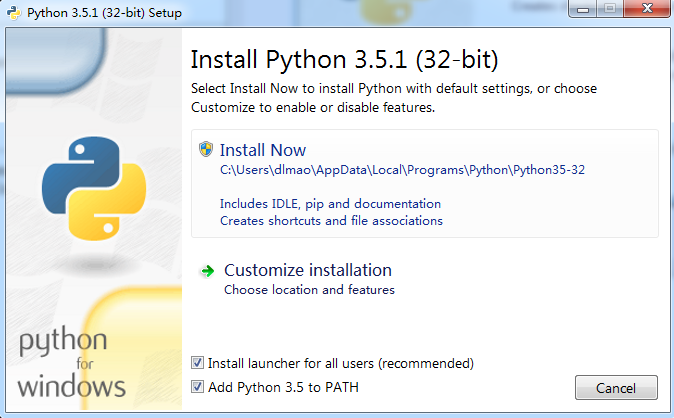 Python 3.5.1 (32-bit) Setup
Install Python 3.5.1 (32-bit)
Select Install Now to install Python with default settings, or choose
Customize to enable or disable features.
Install Now
C:\Users\dlmao\AppData\Local\Programs\Python\Python35-32
Includes IDLE, pip and documentation
Creates shortcuts and file associations
Customize installation
Choose location and features
python
for
windows
Install launcher for all users (recommended)
Add Python 3.5 to PATH
Cancel